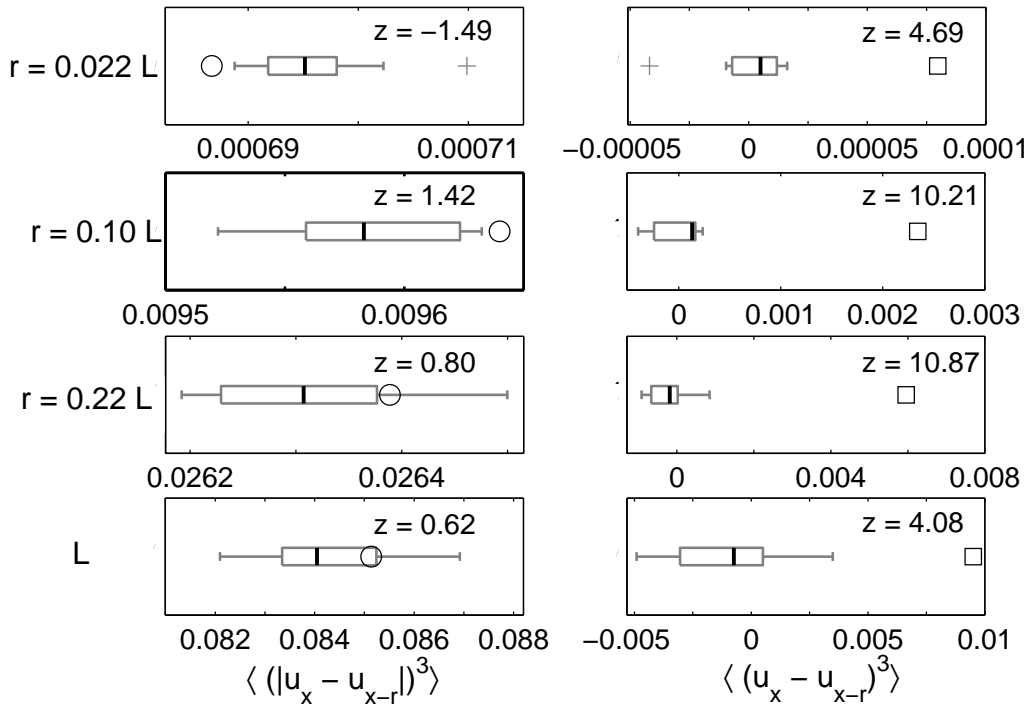 z = −1.49 z = 4.69
r = 0.022 L
0.00069 0.00071 −0.00005 0 0.00005 0.0001
z = 1.42 z = 10.21
r = 0.10 L
0.0095 0.0096 0 0.001 0.002 0.003
z = 0.80 z = 10.87
r = 0.22 L
0.0262 0.0264 0 0.004 0.008
z = 0.62 z = 4.08
L
0.082 0.084 0.086 0.088 −0.005 0 0.005 0.01
⟨ (|u_x − u_{x−r}|)^3⟩ ⟨ (u_x − u_{x−r})^3⟩